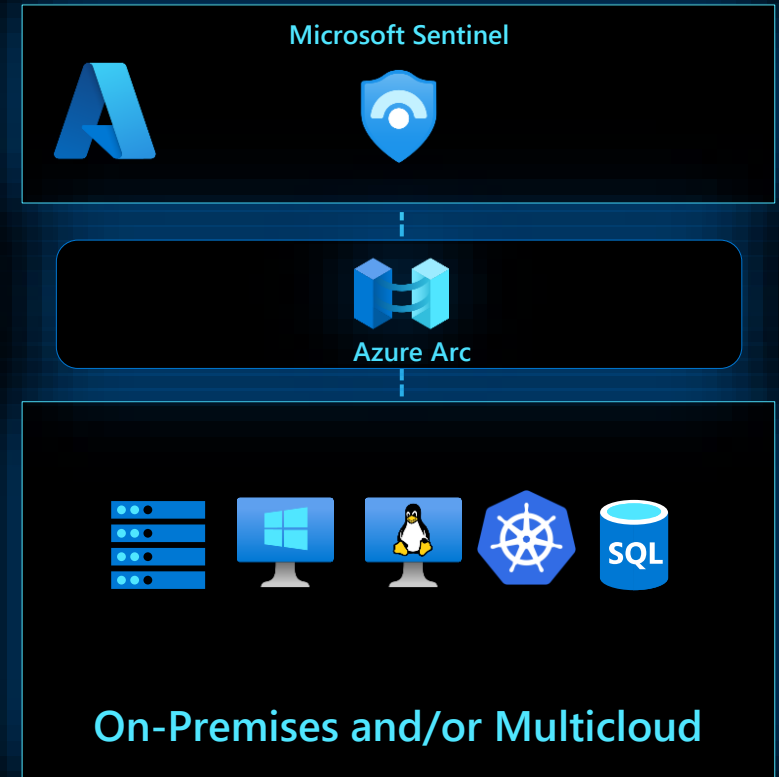 Microsoft Sentinel
Azure Arc
SQL
On-Premises and/or Multicloud